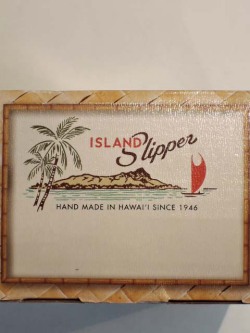 ISLAND
Slipper
HAND MADE IN HAWAI'I SINCE 1946